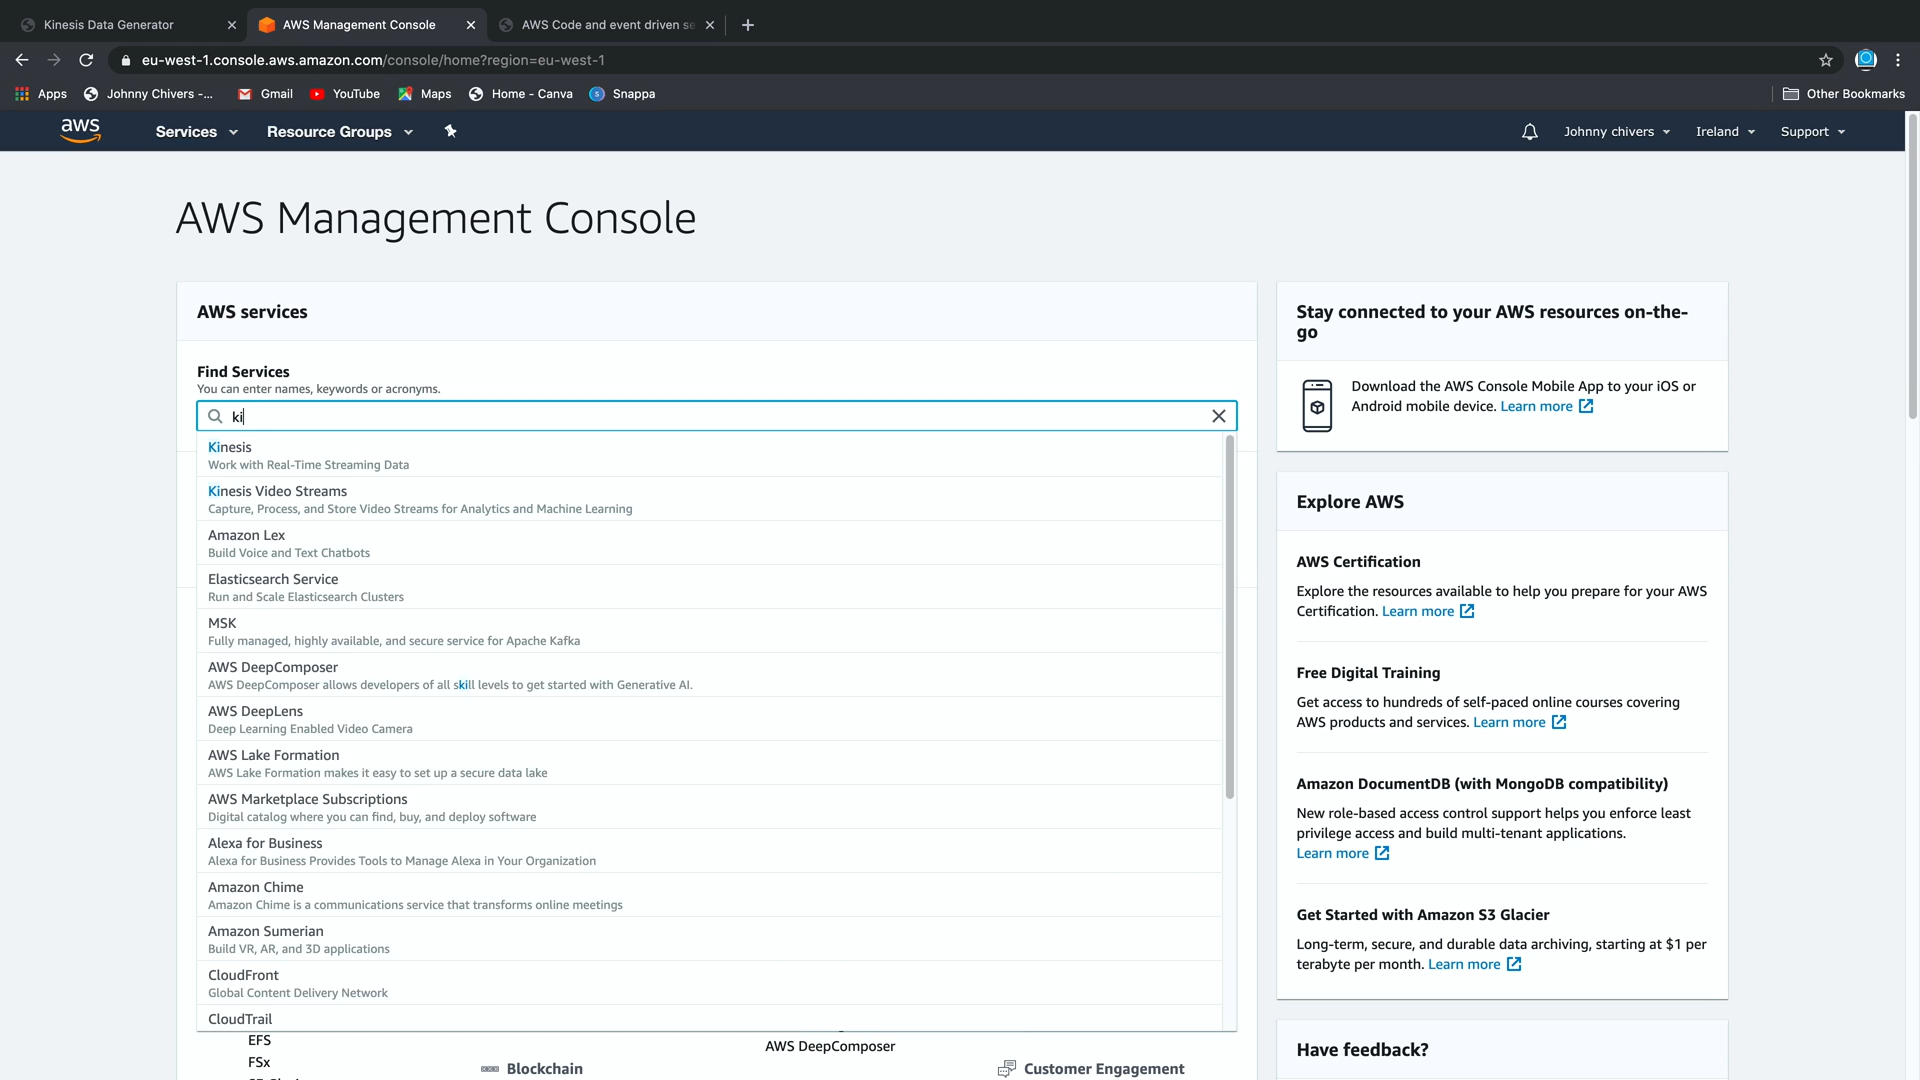 Kinesis Data Generator
AWS Management Console
AWS Code and event driven se
eu-west-1.console.aws.amazon.com/console/home?region=eu-west-1
Apps
Johnny Chivers -...
Gmail
YouTube
Maps
Home - Canva
Snappa
Other Bookmarks
aws
Services
Resource Groups
Johnny chivers
Ireland
Support
AWS Management Console
AWS services
Find Services
You can enter names, keywords or acronyms.
ki
Kinesis
Work with Real-Time Streaming Data
Kinesis Video Streams
Capture, Process, and Store Video Streams for Analytics and Machine Learning
Amazon Lex
Build Voice and Text Chatbots
Elasticsearch Service
Run and Scale Elasticsearch Clusters
MSK
Fully managed, highly available, and secure service for Apache Kafka
AWS DeepComposer
AWS DeepComposer allows developers of all skill levels to get started with Generative AI.
AWS DeepLens
Deep Learning Enabled Video Camera
AWS Lake Formation
AWS Lake Formation makes it easy to set up a secure data lake
AWS Marketplace Subscriptions
Digital catalog where you can find, buy, and deploy software
Alexa for Business
Alexa for Business Provides Tools to Manage Alexa in Your Organization
Amazon Chime
Amazon Chime is a communications service that transforms online meetings
Amazon Sumerian
Build VR, AR, and 3D applications
CloudFront
Global Content Delivery Network
CloudTrail
EFS
FSx
AWS DeepComposer
Blockchain
Customer Engagement
Stay connected to your AWS resources on-the-
go
Download the AWS Console Mobile App to your iOS or
Android mobile device. Learn more
Explore AWS
AWS Certification
Explore the resources available to help you prepare for your AWS
Certification. Learn more
Free Digital Training
Get access to hundreds of self-paced online courses covering
AWS products and services. Learn more
Amazon DocumentDB (with MongoDB compatibility)
New role-based access control support helps you enforce least
privilege access and build multi-tenant applications.
Learn more
Get Started with Amazon S3 Glacier
Long-term, secure, and durable data archiving, starting at $1 per
terabyte per month. Learn more
Have feedback?